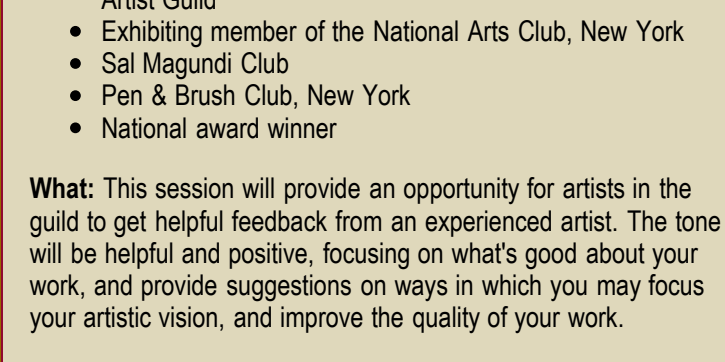 Artist Guild
• Exhibiting member of the National Arts Club, New York
• Sal Magundi Club
• Pen & Brush Club, New York
• National award winner
What: This session will provide an opportunity for artists in the
guild to get helpful feedback from an experienced artist. The tone
will be helpful and positive, focusing on what's good about your
work, and provide suggestions on ways in which you may focus
your artistic vision, and improve the quality of your work.